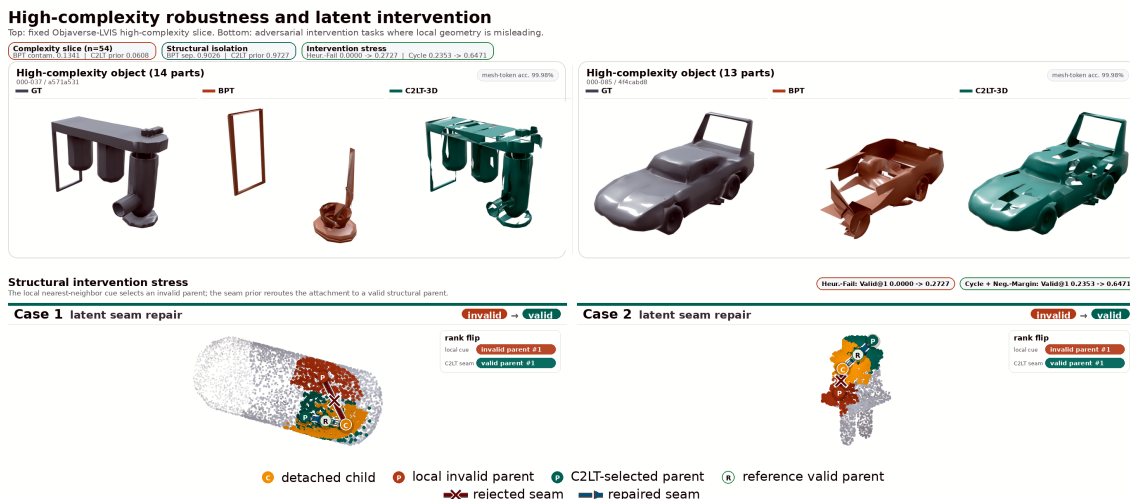 High-complexity robustness and latent intervention
Top: fixed Objaverse-LVIS high-complexity slice. Bottom: adversarial intervention tasks where local geometry is misleading.
Complexity slice (n=54)
BPT contam. 0.1341 | C2LT prior 0.0608
Structural isolation
BPT sep. 0.9026 | C2LT prior 0.9727
Intervention stress
Heur.-Fail 0.0000 -> 0.2727 | Cycle 0.2353 -> 0.6471
High-complexity object (14 parts)
000-037 / a571a531
mesh-token acc. 99.98%
GT
BPT
C2LT-3D
High-complexity object (13 parts)
000-085 / 4f4cabd8
mesh-token acc. 99.98%
GT
BPT
C2LT-3D
Structural intervention stress
The local nearest-neighbor cue selects an invalid parent; the seam prior reroutes the attachment to a valid structural parent.
Heur.-Fail: Valid@1 0.0000 -> 0.2727
Cycle + Neg.-Margin: Valid@1 0.2353 -> 0.6471
Case 1 latent seam repair
invalid → valid
rank flip
local cue invalid parent #1
C2LT seam valid parent #1
P
R
C
Case 2 latent seam repair
invalid → valid
rank flip
local cue invalid parent #1
C2LT seam valid parent #1
P
R
C
P
C detached child
P local invalid parent
P C2LT-selected parent
R reference valid parent
rejected seam
repaired seam